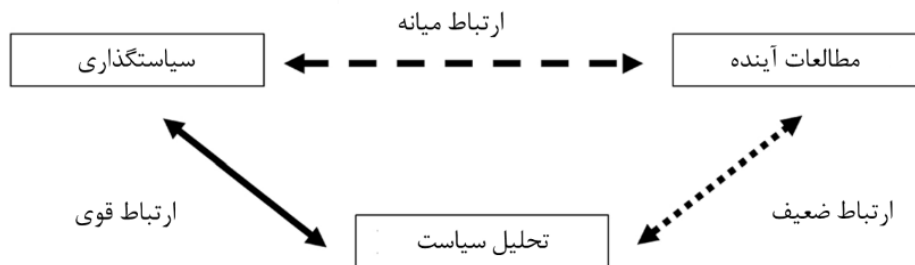 ارتباط میانه
مطالعات آینده
سیاستگذاری
ارتباط ضعیف
ارتباط قوی
تحلیل سیاست